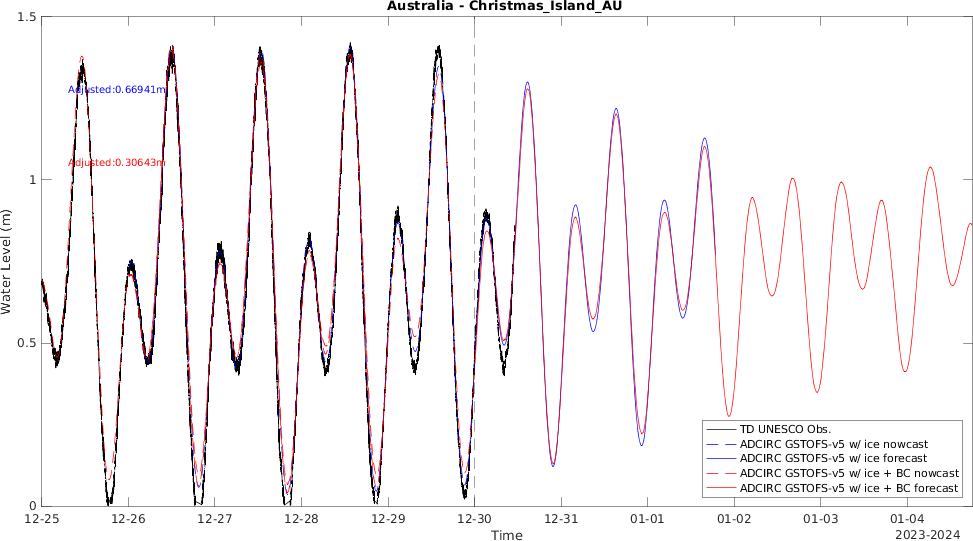 Australia - Christmas_Island_AU
1.5
Adjusted:0.66941m
Adjusted:0.30643m
1
Water Level (m)
0.5
TD UNESCO Obs.
ADCIRC GSTOFS-v5 w/ ice nowcast
ADCIRC GSTOFS-v5 w/ ice forecast
ADCIRC GSTOFS-v5 w/ ice + BC nowcast
ADCIRC GSTOFS-v5 w/ ice + BC forecast
0
12-25 12-26 12-27 12-28 12-29 12-30 12-31 01-01 01-02 01-03 01-04
Time
2023-2024